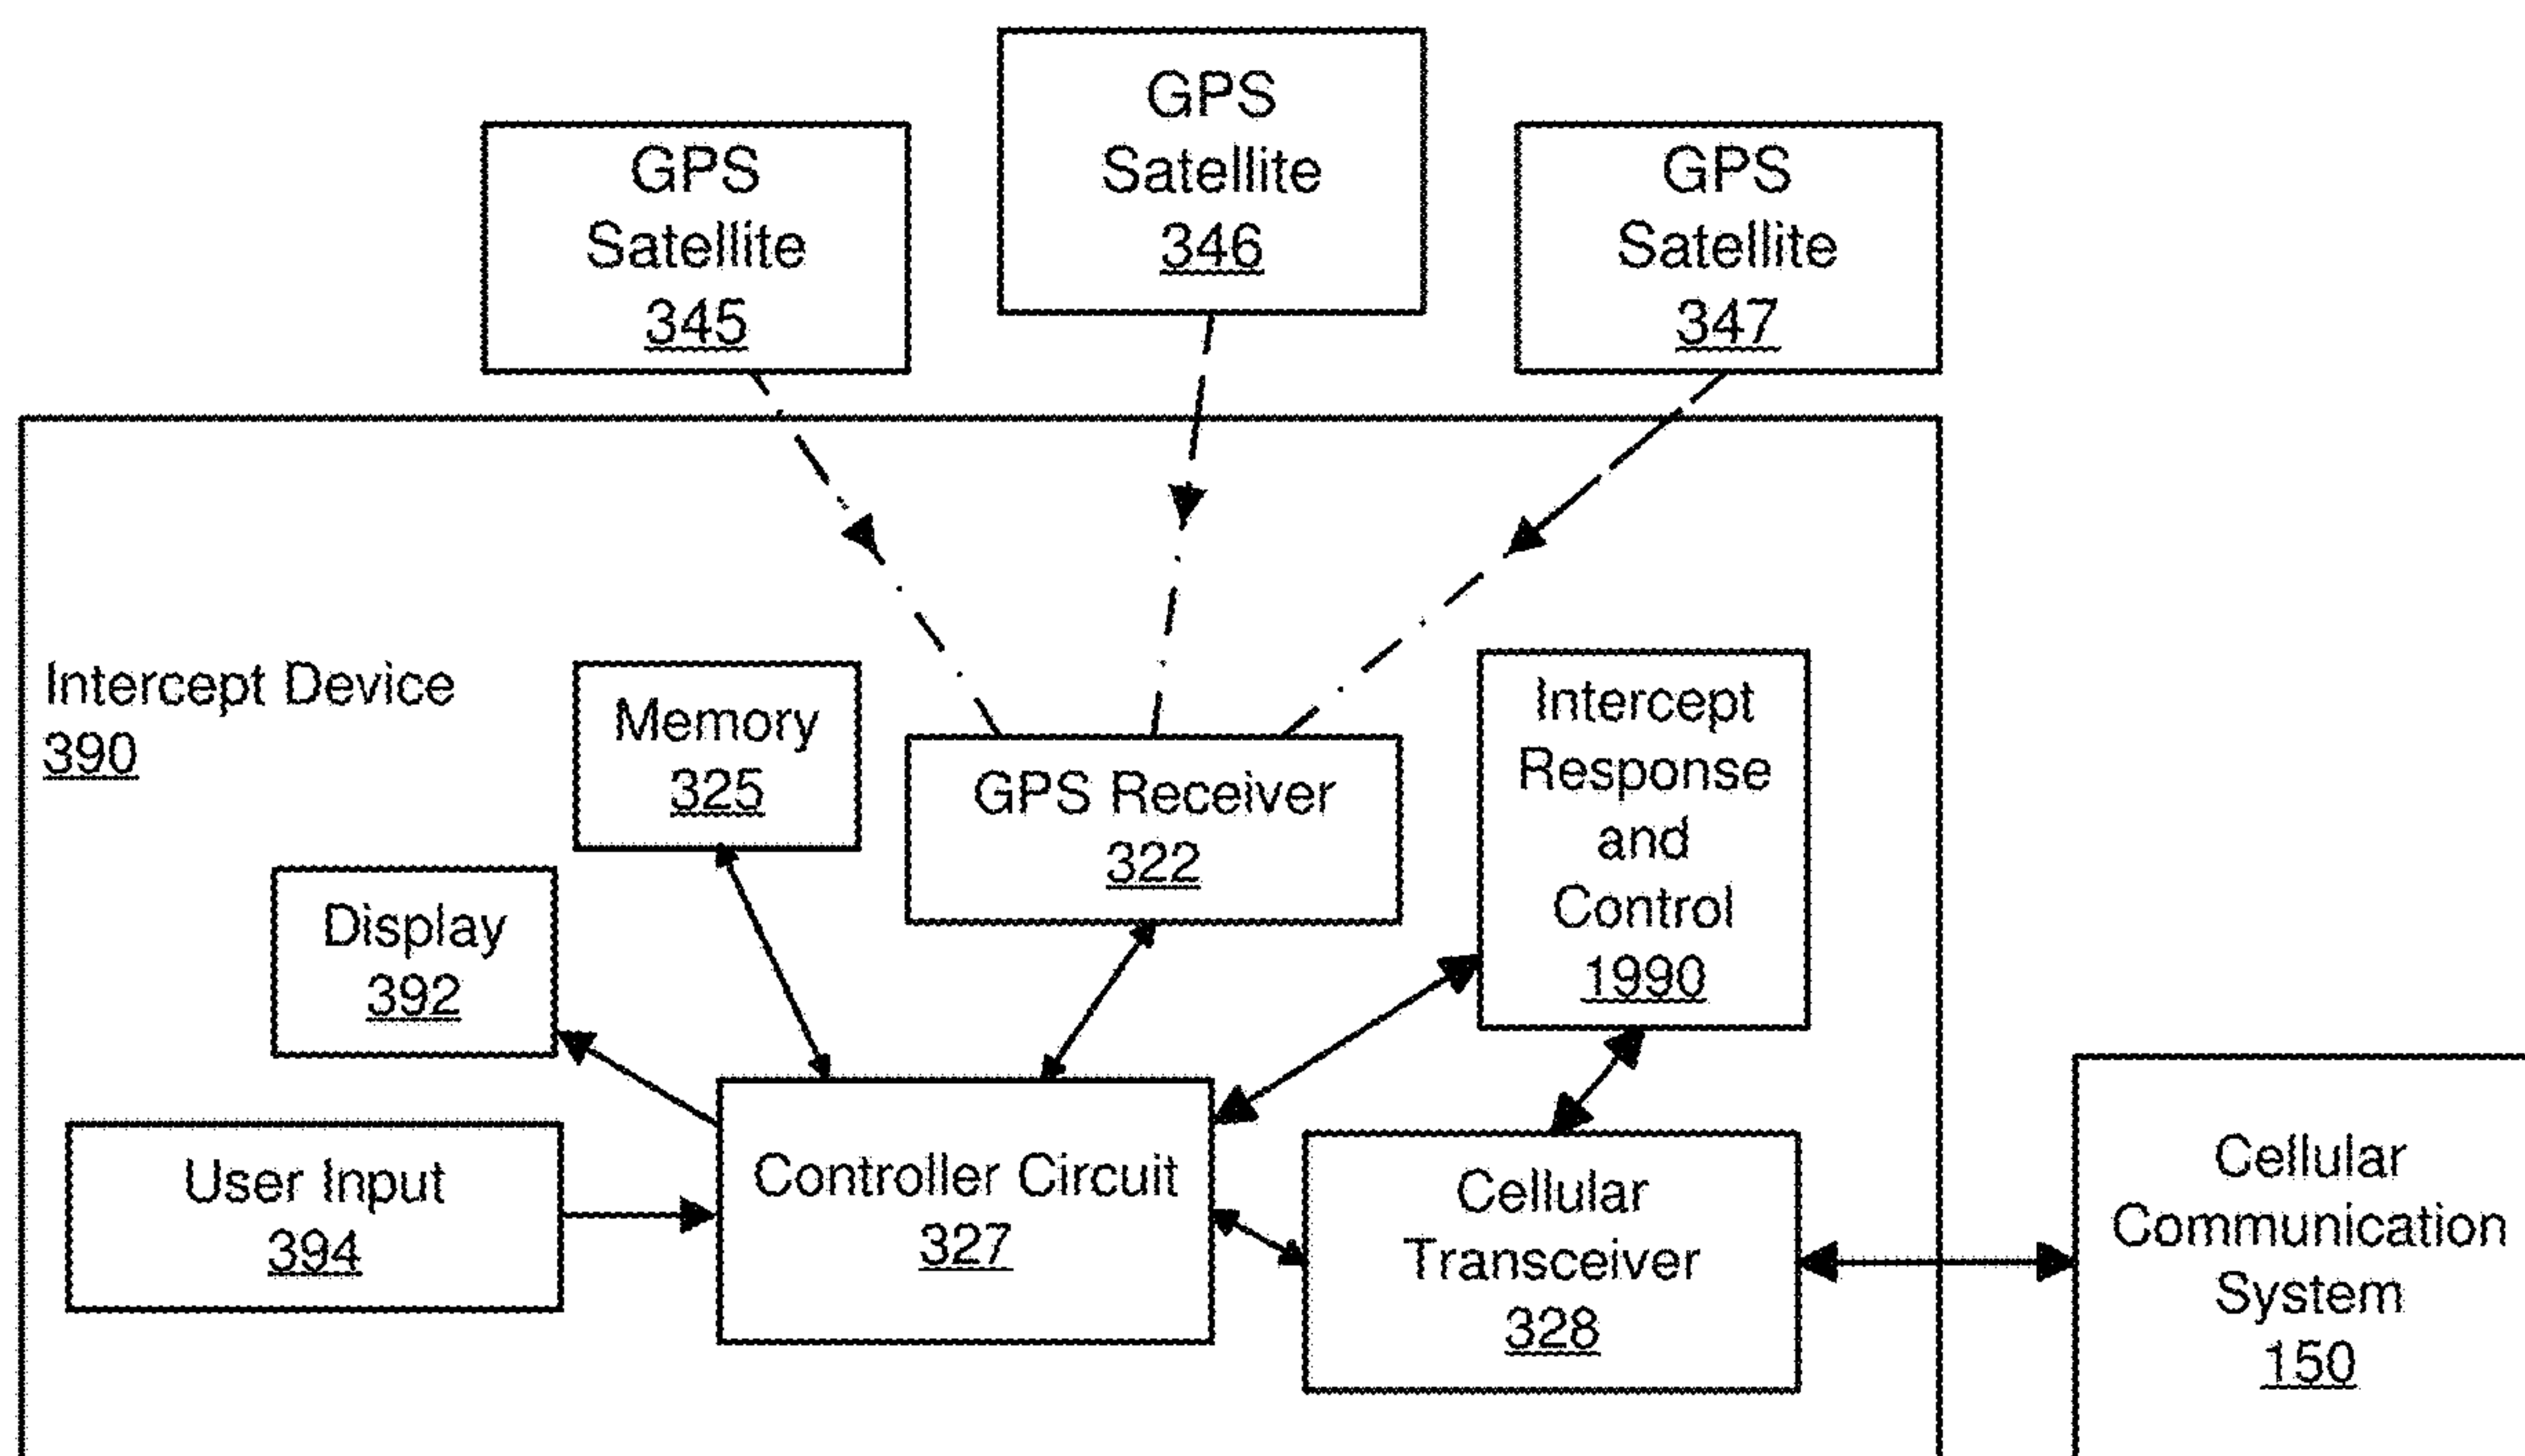 GPS
Satellite
345
GPS
Satellite
346
GPS
Satellite
347
Intercept Device
390
Memory
325
GPS Receiver
322
Intercept
Response
and
Control
1990
Display
392
User Input
394
Controller Circuit
327
Cellular
Transceiver
328
Cellular
Communication
System
150